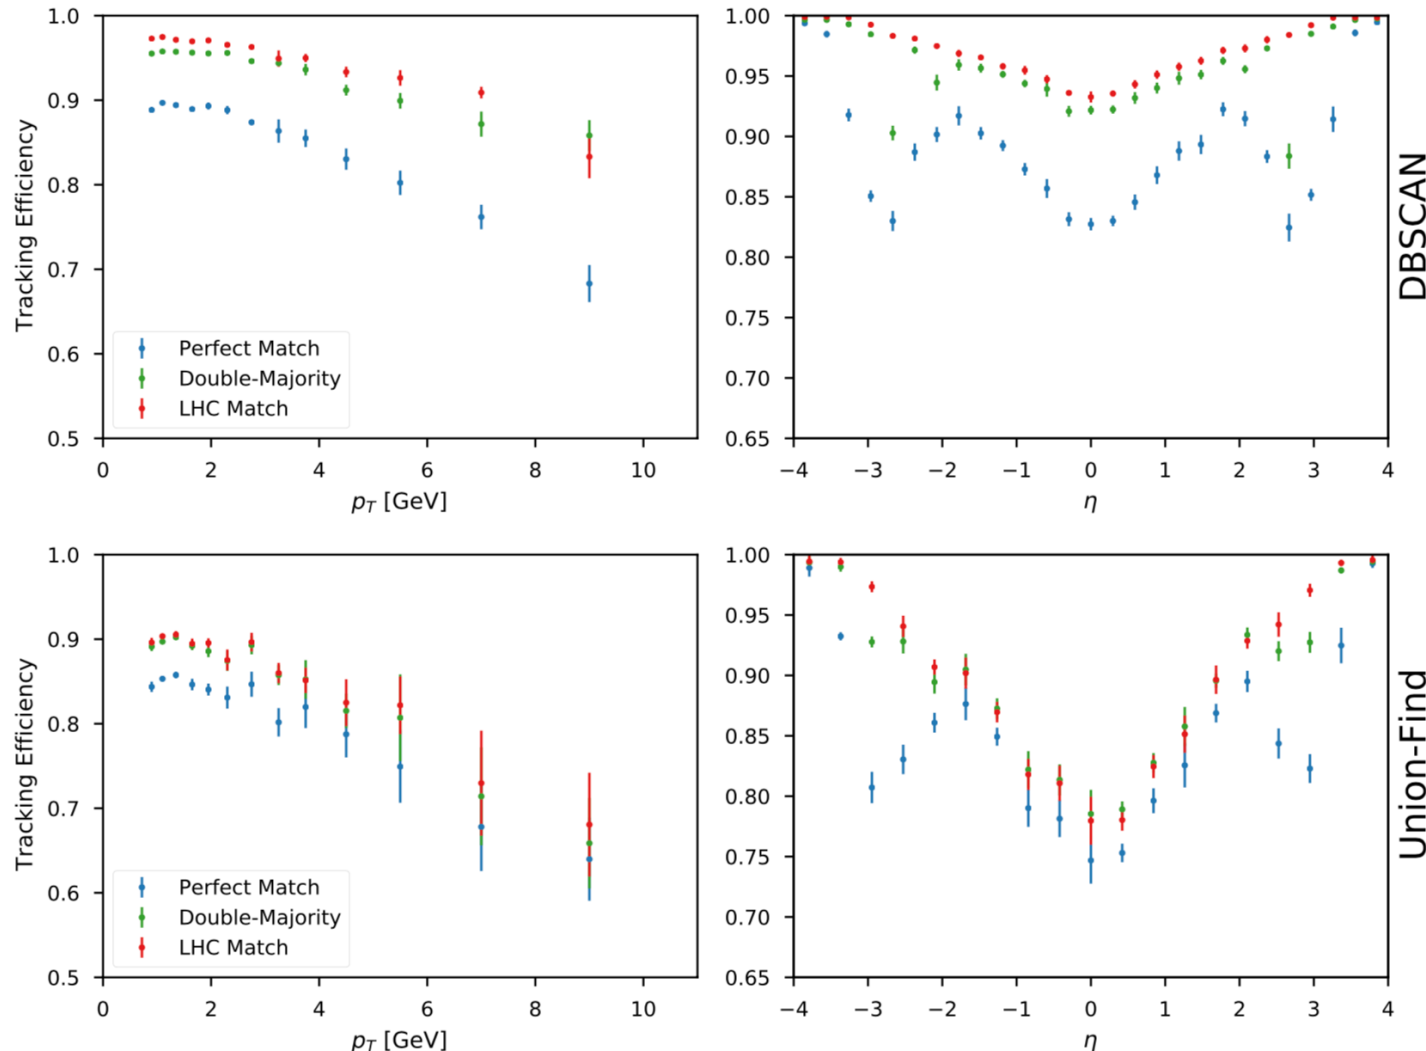 1.0
0.9
0.8
0.7
0.6
0.5
Tracking Efficiency
Perfect Match
Double-Majority
LHC Match
0 2 4 6 8 10
p_T [GeV]
1.00
0.95
0.90
0.85
0.80
0.75
0.70
0.65
−4 −3 −2 −1 0 1 2 3 4
η
DBSCAN
1.0
0.9
0.8
0.7
0.6
0.5
Tracking Efficiency
Perfect Match
Double-Majority
LHC Match
0 2 4 6 8 10
p_T [GeV]
1.00
0.95
0.90
0.85
0.80
0.75
0.70
0.65
−4 −3 −2 −1 0 1 2 3 4
η
Union-Find